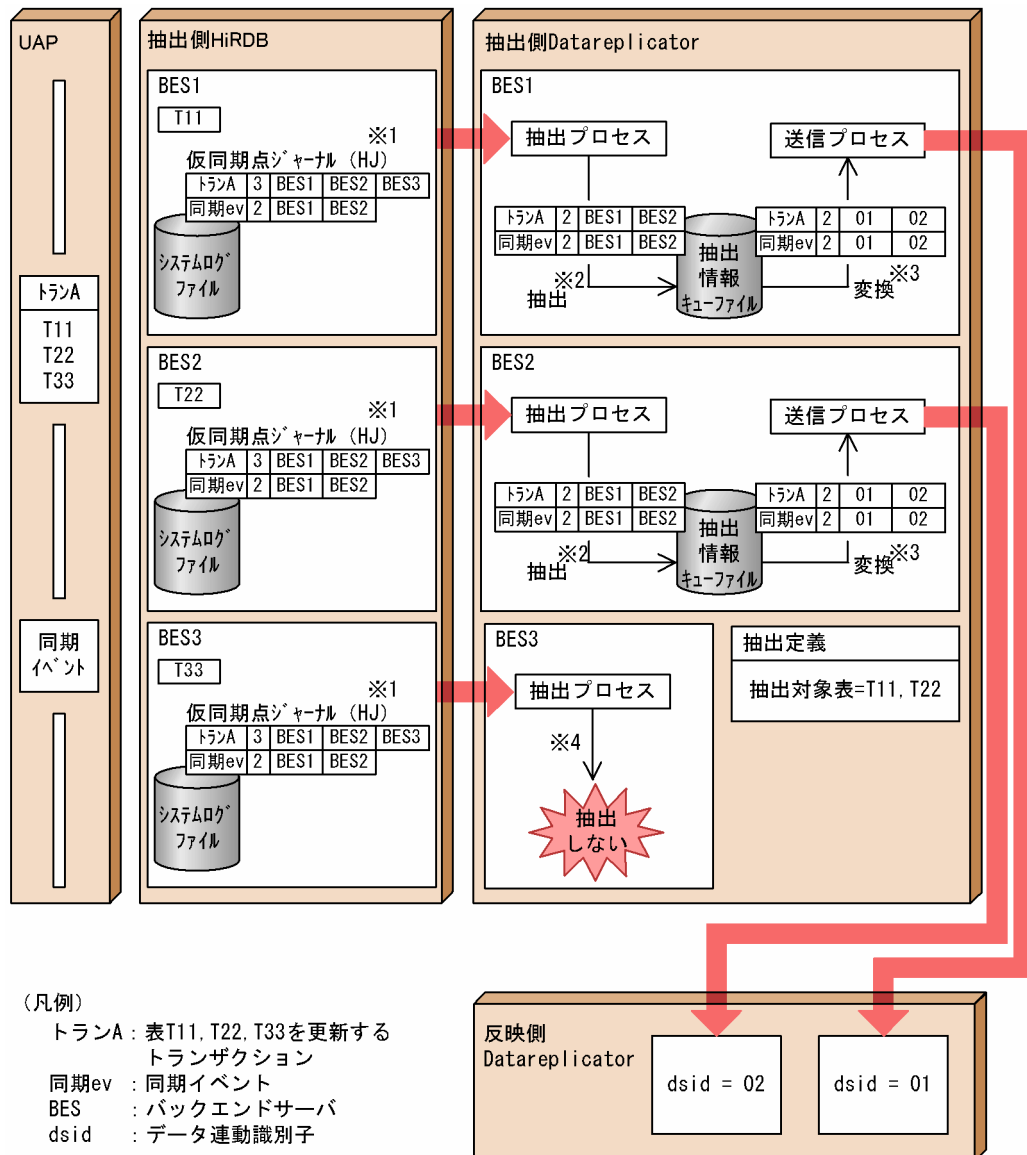 UAP
トランA
T11
T22
T33
同期
イベント
抽出側HiRDB
BES1
T11
※1
仮同期点ジャーナル (HJ)
トランA 3 BES1 BES2 BES3
同期ev 2 BES1 BES2
システムログ
ファイル
BES2
T22
※1
仮同期点ジャーナル (HJ)
トランA 3 BES1 BES2 BES3
同期ev 2 BES1 BES2
システムログ
ファイル
BES3
T33
※1
仮同期点ジャーナル (HJ)
トランA 3 BES1 BES2 BES3
同期ev 2 BES1 BES2
システムログ
ファイル
抽出側Datareplicator
BES1
抽出プロセス
送信プロセス
トランA 2 BES1 BES2
同期ev 2 BES1 BES2
抽出
情報
キューファイル
トランA 2 01 02
同期ev 2 01 02
抽出※2
変換※3
BES2
抽出プロセス
送信プロセス
トランA 2 BES1 BES2
同期ev 2 BES1 BES2
抽出
情報
キューファイル
トランA 2 01 02
同期ev 2 01 02
抽出※2
変換※3
BES3
抽出プロセス
※4
抽出
しない
抽出定義
抽出対象表=T11,T22
反映側
Datareplicator
dsid = 02
dsid = 01
(凡例)
トランA:表T11,T22,T33を更新する
トランザクション
同期ev :同期イベント
BES :バックエンドサーバ
dsid :データ連動識別子